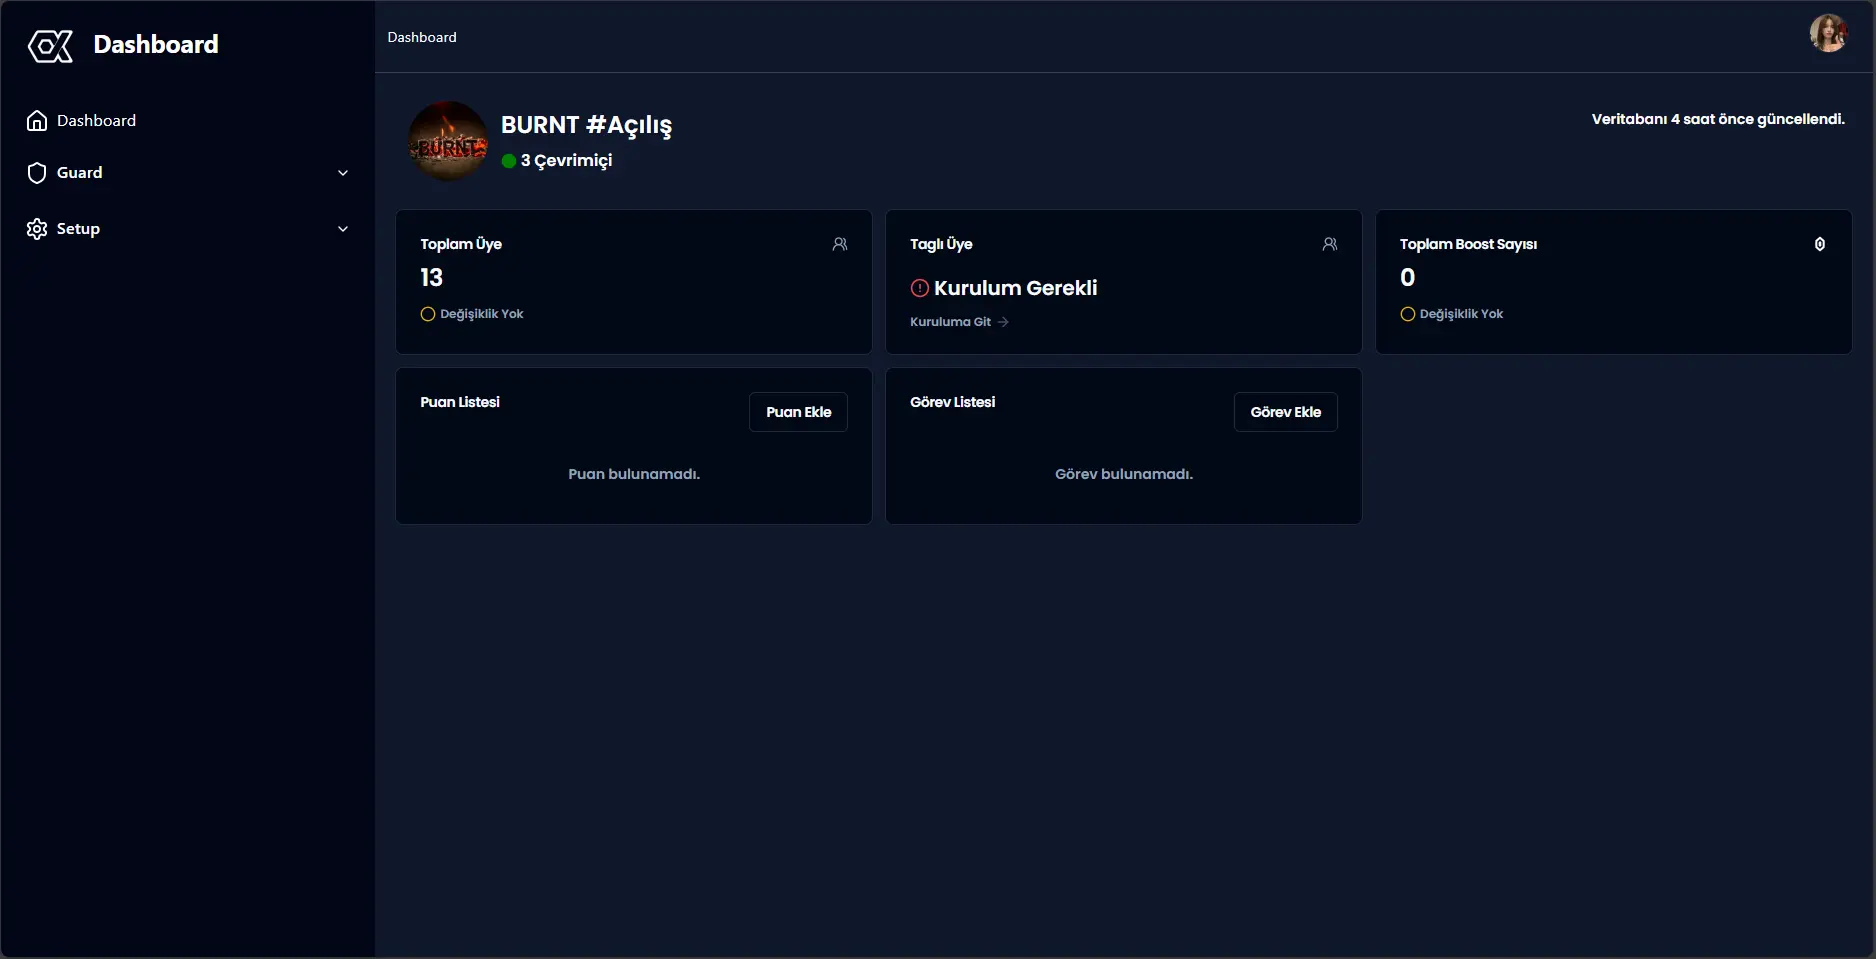 Dashboard
Dashboard
Guard
Setup
Dashboard
BURNT
BURNT #Açılış
3 Çevrimiçi
Veritabanı 4 saat önce güncellendi.
Toplam Üye
13
Değişiklik Yok
Taglı Üye
Kurulum Gerekli
Kuruluma Git
Toplam Boost Sayısı
0
Değişiklik Yok
Puan Listesi
Puan Ekle
Puan bulunamadı.
Görev Listesi
Görev Ekle
Görev bulunamadı.